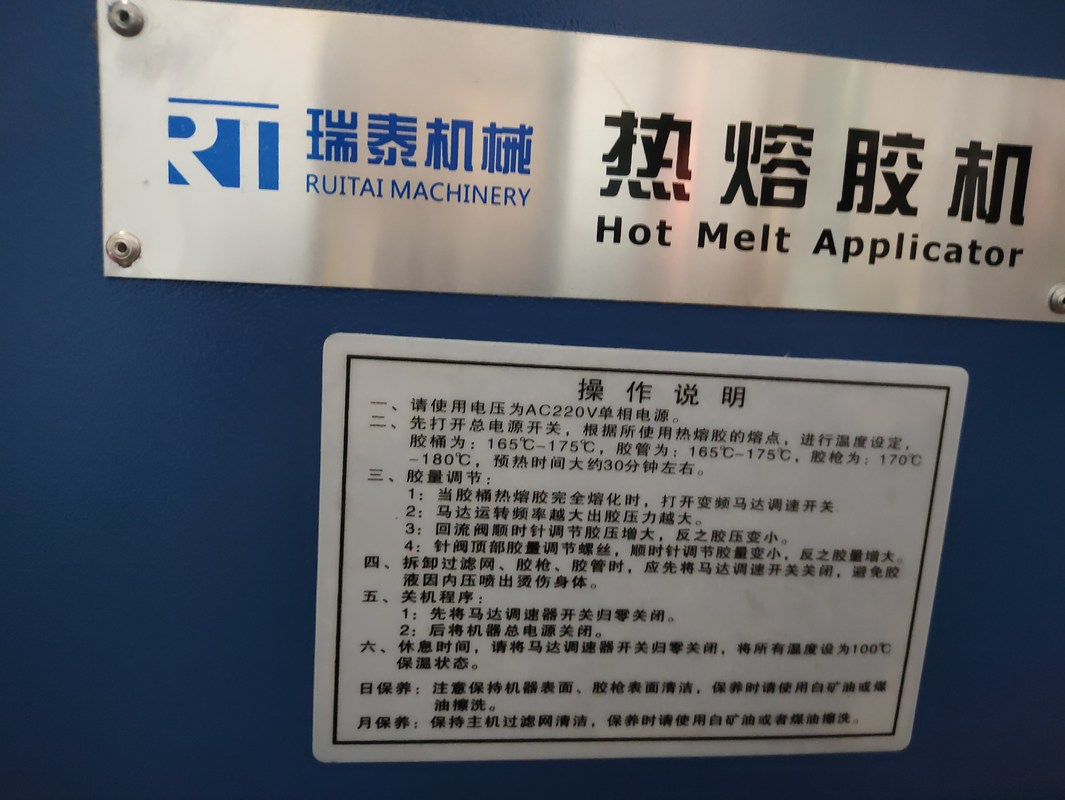 RT 瑞泰机械
RUITAI MACHINERY
热熔胶机
Hot Melt Applicator
操作说明
一、请使用电压为AC220V单相电源。
二、先打开总电源开关，根据所使用热熔胶的熔点，进行温度设定，
胶桶为：165℃-175℃，胶管为：165℃-175℃，胶枪为：170℃
-180℃，预热时间大约30分钟左右。
三、胶量调节：
1：当胶桶热熔胶完全熔化时，打开变频马达调速开关
2：马达运转频率越大出胶压力越大。
3：回流阀顺时针调节胶压增大，反之胶压变小。
4：针阀顶部胶量调节螺丝，顺时针调节胶量变小，反之胶量增大。
四、拆卸过滤网、胶枪、胶管时，应先将马达调速开关关闭，避免胶
液因内压喷出烫伤身体。
五、关机程序：
1：先将马达调速器开关归零关闭。
2：后将机器总电源关闭。
六、休息时间，请将马达调速器开关归零关闭，将所有温度设为100℃
保温状态。
日保养：注意保持机器表面、胶枪表面清洁，保养时请使用白矿油或煤
油擦洗。
月保养：保持主机过滤网清洁，保养时请使用白矿油或者煤油擦洗。